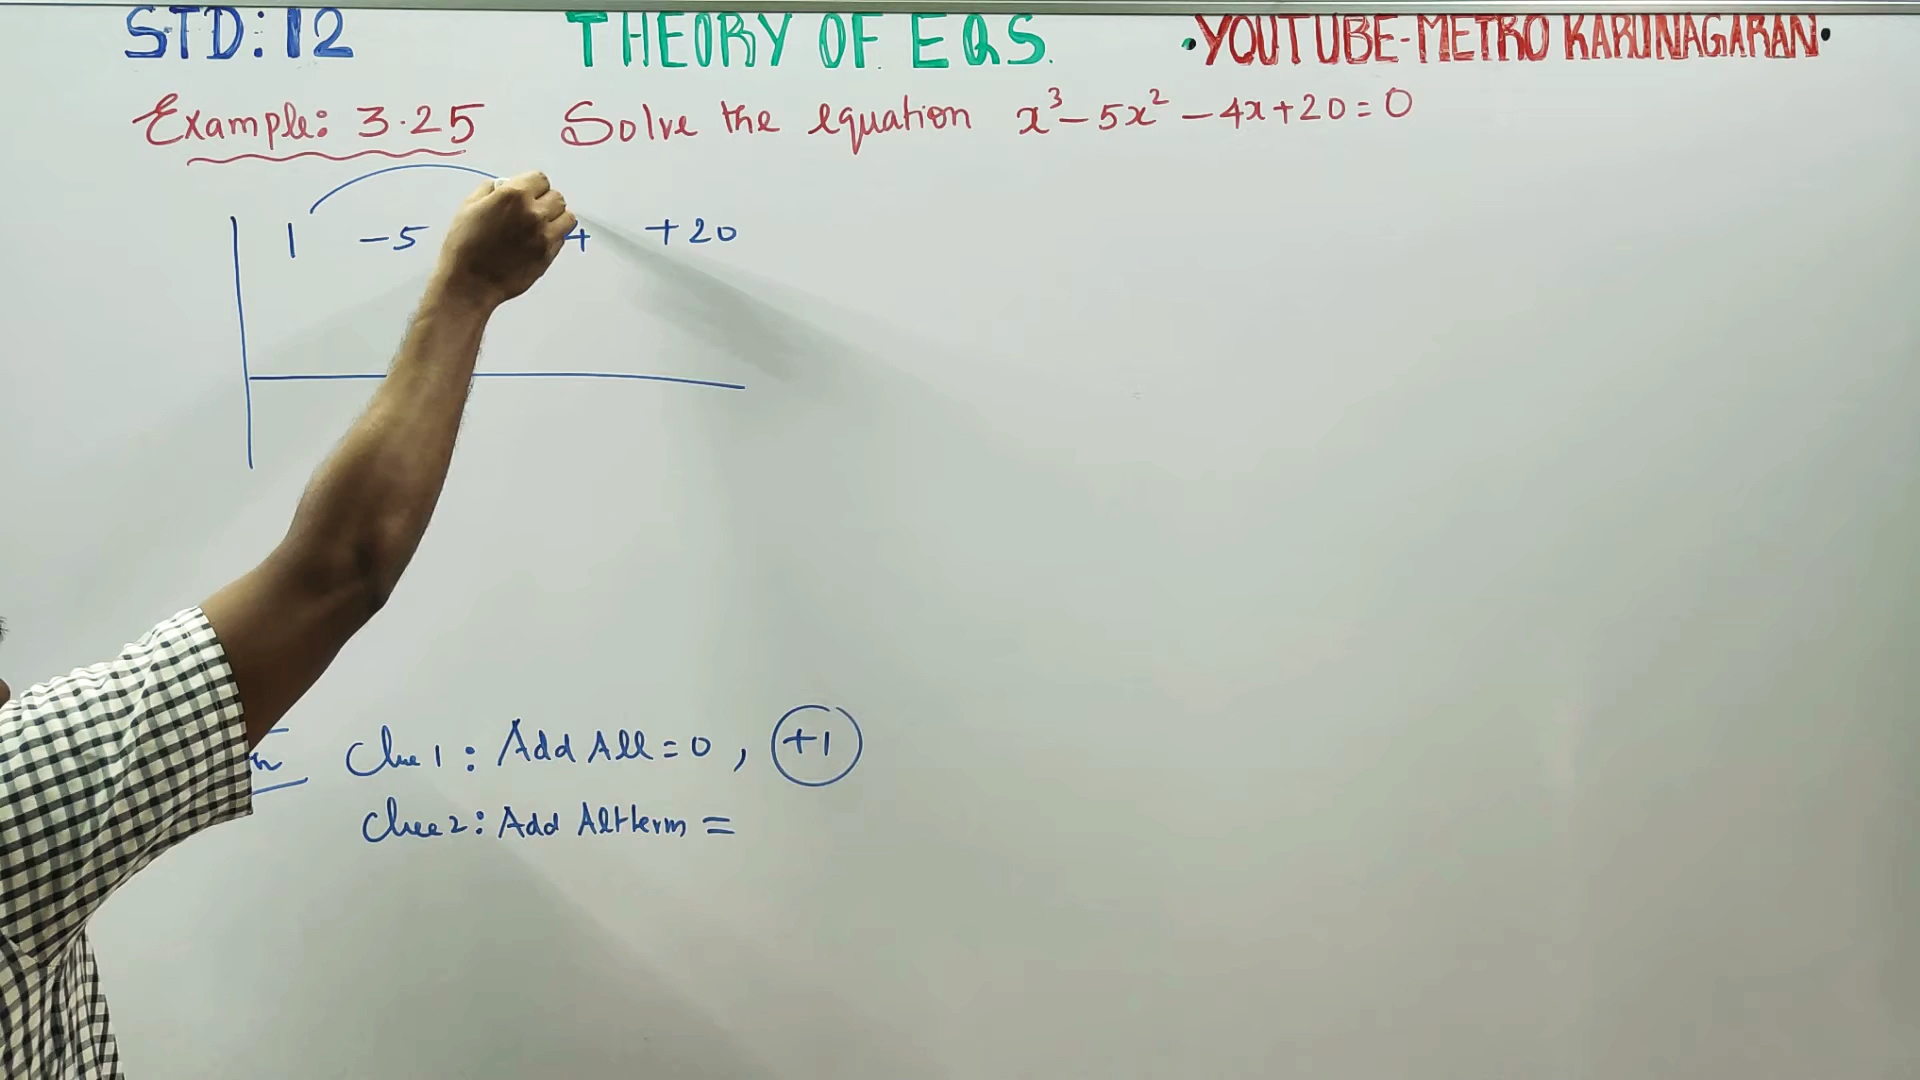 STD: 12 THEORY OF EQS. • YOUTUBE-METRO KARUNAGARAN •
Example: 3.25 Solve the equation x³ - 5x² - 4x + 20 = 0
1 -5 4 +20
Clue 1: Add All = 0, +1
Clue 2: Add Alt term =